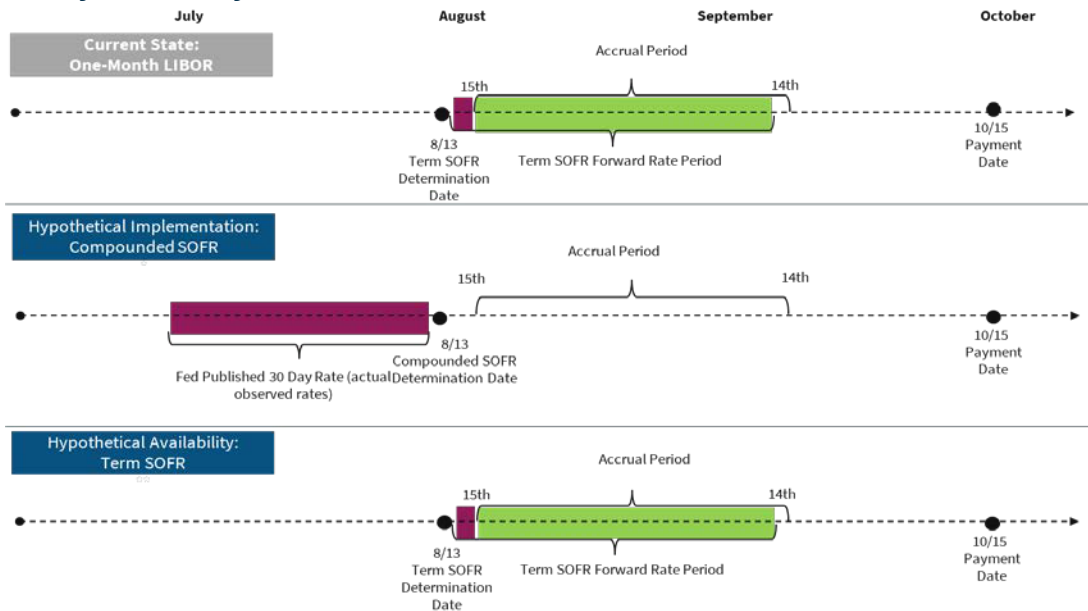 July
August
September
October
Current State:
One-Month LIBOR
Accrual Period
15th
14th
8/13
Term SOFR
Determination
Date
Term SOFR Forward Rate Period
10/15
Payment
Date
Hypothetical Implementation:
Compounded SOFR
Accrual Period
15th
14th
8/13
Compounded SOFR
Determination Date
Fed Published 30 Day Rate (actual
observed rates)
10/15
Payment
Date
Hypothetical Availability:
Term SOFR
Accrual Period
15th
14th
8/13
Term SOFR
Determination
Date
Term SOFR Forward Rate Period
10/15
Payment
Date